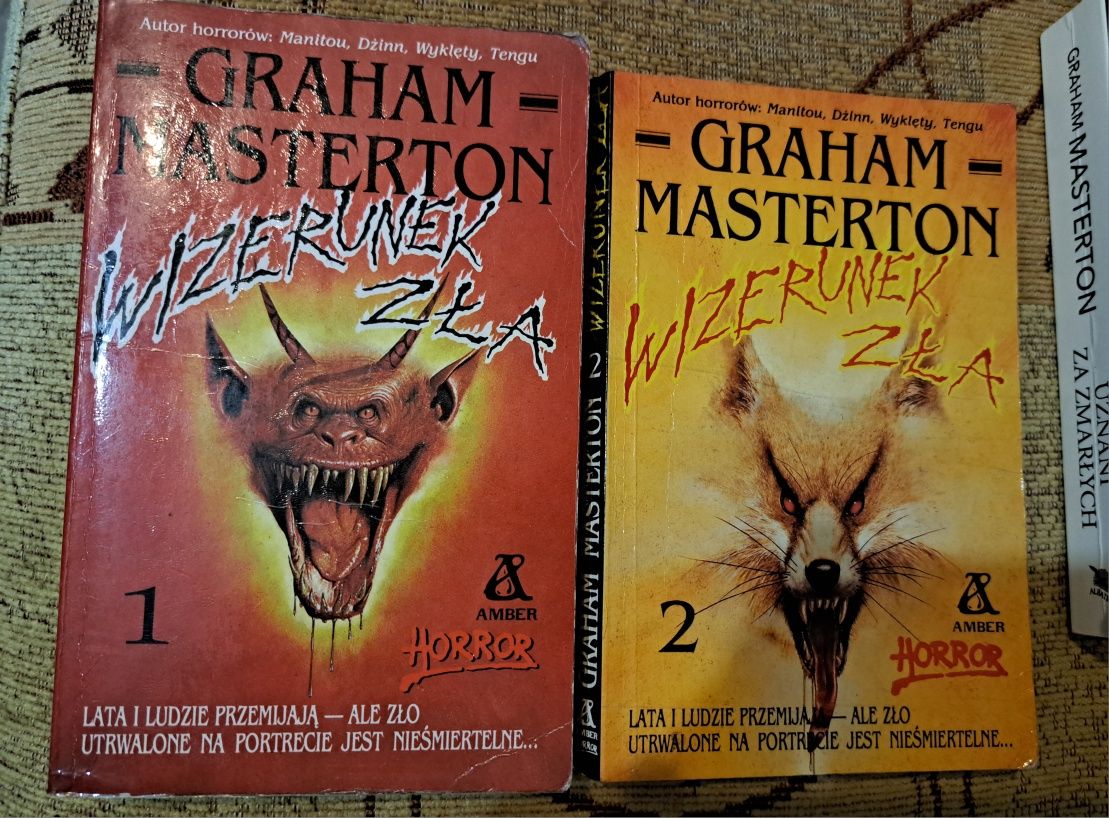 Autor horrorów: Manitou, Dżinn, Wyklęty, Tengu
GRAHAM
MASTERTON
WIZERUNEK
ZŁA
1
AMBER
HORROR
LATA I LUDZIE PRZEMIJAJĄ — ALE ZŁO
UTRWALONE NA PORTRECIE JEST NIEŚMIERTELNE...
GRAHAM MASTERTON 2 WIZERUNEK ZŁA
AMBER
HORROR
Autor horrorów: Manitou, Dżinn, Wyklęty, Tengu
GRAHAM
MASTERTON
WIZERUNEK
ZŁA
2
AMBER
HORROR
LATA I LUDZIE PRZEMIJAJĄ — ALE ZŁO
UTRWALONE NA PORTRECIE JEST NIEŚMIERTELNE...
GRAHAM MASTERTON
UZNANI
ZA ZMARŁYCH